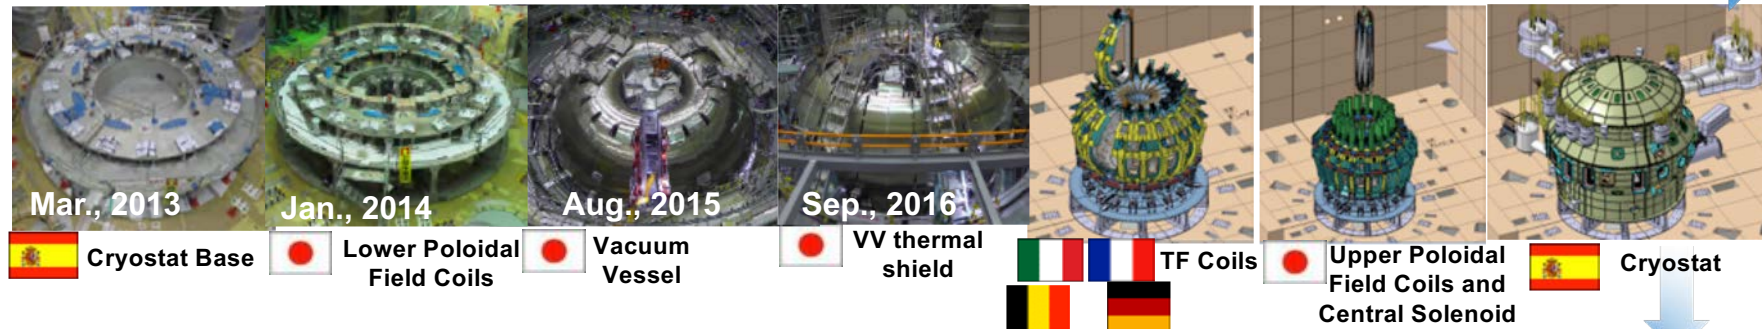 Mar., 2013
Jan., 2014
Aug., 2015
Sep., 2016
Cryostat Base
Lower Poloidal
Field Coils
Vacuum
Vessel
VV thermal
shield
TF Coils
Upper Poloidal
Field Coils and
Central Solenoid
Cryostat